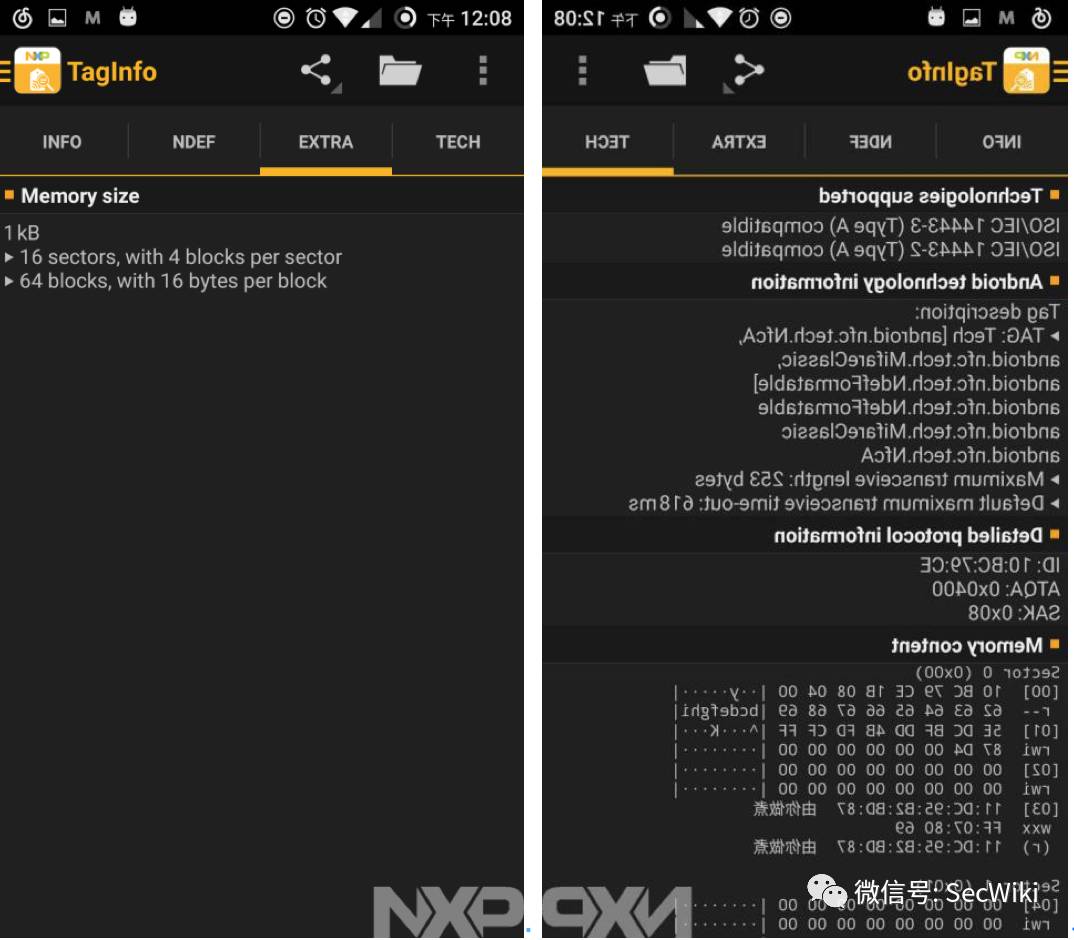 下午 12:08
NXP
TagInfo
INFO
NDEF
EXTRA
TECH
Memory size
1 kB
▸ 16 sectors, with 4 blocks per sector
▸ 64 blocks, with 16 bytes per block
NXP
下午 12:08
NXP
TagInfo
INFO
NDEF
EXTRA
TECH
Technologies supported
ISO/IEC 14443-3 (Type A) compatible
ISO/IEC 14443-2 (Type A) compatible
Android technology information
Tag description:
▸ TAG: Tech [android.nfc.tech.NfcA,
android.nfc.tech.MifareClassic,
android.nfc.tech.NdefFormatable]
android.nfc.tech.NdefFormatable
android.nfc.tech.MifareClassic
android.nfc.tech.NfcA
▸ Maximum transceive length: 253 bytes
▸ Default maximum transceive time-out: 618 ms
Detailed protocol information
ID: 10:BC:79:CE
ATQA: 0x0400
SAK: 0x08
Memory content
Sector 0 (0x00)
[00] 10 BC 79 CE 1B 08 04 00 |··y·····|
r-- 62 63 64 65 66 67 68 69 |bcdefghi|
[01] 5E DC BF DD 4B FD CF FF |^···K···|
rwi 87 D4 00 00 00 00 00 00 |········|
[02] 00 00 00 00 00 00 00 00 |········|
rwi 00 00 00 00 00 00 00 00 |········|
[03] 11:DC:95:B2:BD:87 由你做煮
wxx FF:07:80 69
(r) 11:DC:95:B2:BD:87 由你做煮
Sector 1 (0x01)
[04] 00 00 00 00 00 00 |········|
rwi 00 00 00 00 00 00 00 00 |········|
NXP
微信号: SecWiki